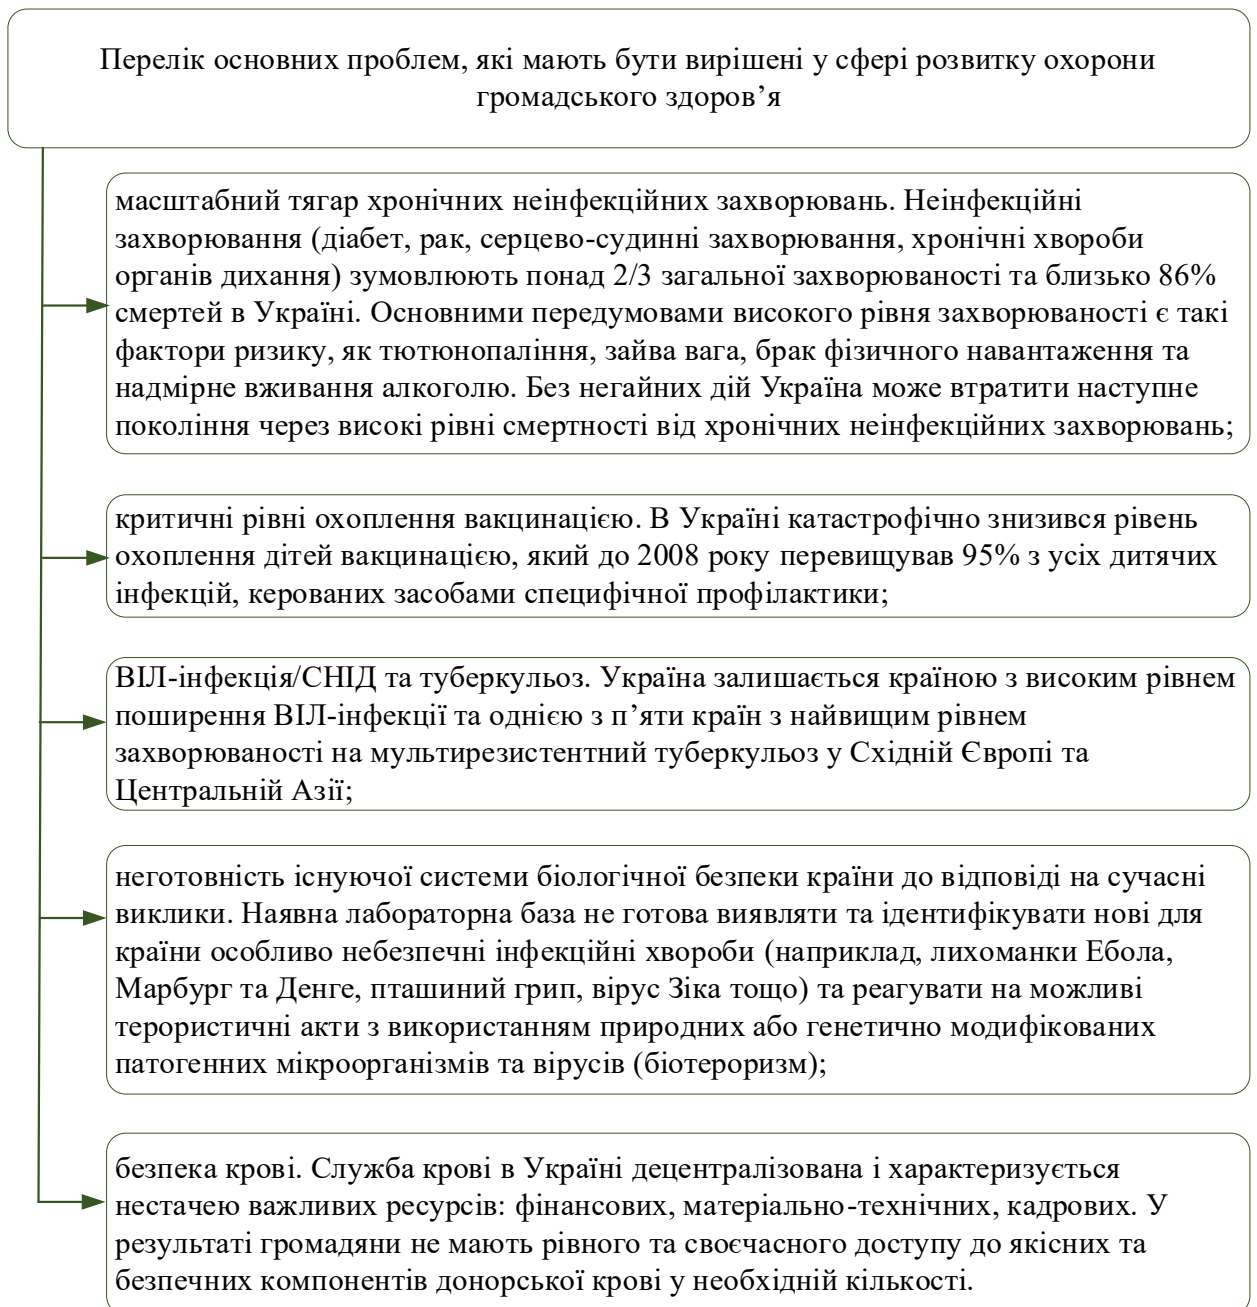 Перелік основних проблем, які мають бути вирішені у сфері розвитку охорони
громадського здоров’я
масштабний тягар хронічних неінфекційних захворювань. Неінфекційні
захворювання (діабет, рак, серцево-судинні захворювання, хронічні хвороби
органів дихання) зумовлюють понад 2/3 загальної захворюваності та близько 86%
смертей в Україні. Основними передумовами високого рівня захворюваності є такі
фактори ризику, як тютюнопаління, зайва вага, брак фізичного навантаження та
надмірне вживання алкоголю. Без негайних дій Україна може втратити наступне
покоління через високі рівні смертності від хронічних неінфекційних захворювань;
критичні рівні охоплення вакцинацією. В Україні катастрофічно знизився рівень
охоплення дітей вакцинацією, який до 2008 року перевищував 95% з усіх дитячих
інфекцій, керованих засобами специфічної профілактики;
ВІЛ-інфекція/СНІД та туберкульоз. Україна залишається країною з високим рівнем
поширення ВІЛ-інфекції та однією з п’яти країн з найвищим рівнем
захворюваності на мультирезистентний туберкульоз у Східній Європі та
Центральній Азії;
неготовність існуючої системи біологічної безпеки країни до відповіді на сучасні
виклики. Наявна лабораторна база не готова виявляти та ідентифікувати нові для
країни особливо небезпечні інфекційні хвороби (наприклад, лихоманки Ебола,
Марбург та Денге, пташиний грип, вірус Зіка тощо) та реагувати на можливі
терористичні акти з використанням природних або генетично модифікованих
патогенних мікроорганізмів та вірусів (біотероризм);
безпека крові. Служба крові в Україні децентралізована і характеризується
нестачею важливих ресурсів: фінансових, матеріально-технічних, кадрових. У
результаті громадяни не мають рівного та своєчасного доступу до якісних та
безпечних компонентів донорської крові у необхідній кількості.